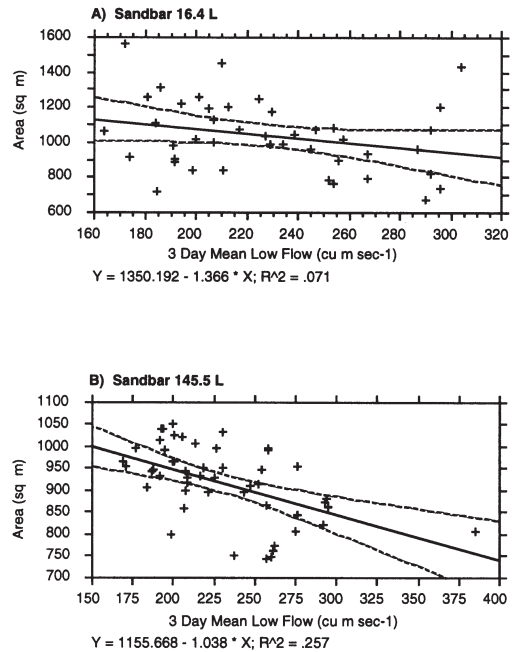 A) Sandbar 16.4 L
1600
1400
1200
1000
800
600
Area (sq m)
160 180 200 220 240 260 280 300 320
3 Day Mean Low Flow (cu m sec-1)
Y = 1350.192 - 1.366 * X; R^2 = .071
B) Sandbar 145.5 L
1100
1050
1000
950
900
850
800
750
700
Area (sq m)
150 175 200 225 250 275 300 325 350 375 400
3 Day Mean Low Flow (cu m sec-1)
Y = 1155.668 - 1.038 * X; R^2 = .257